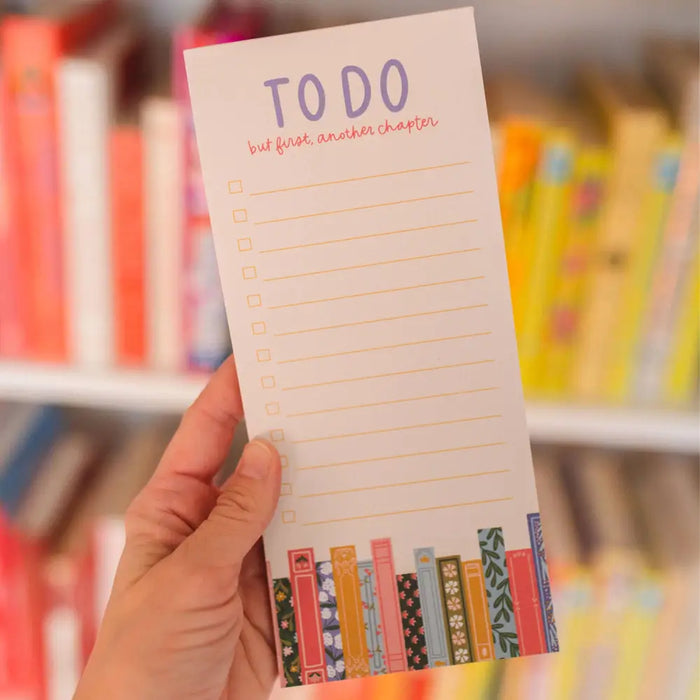 TO DO
but first, another chapter